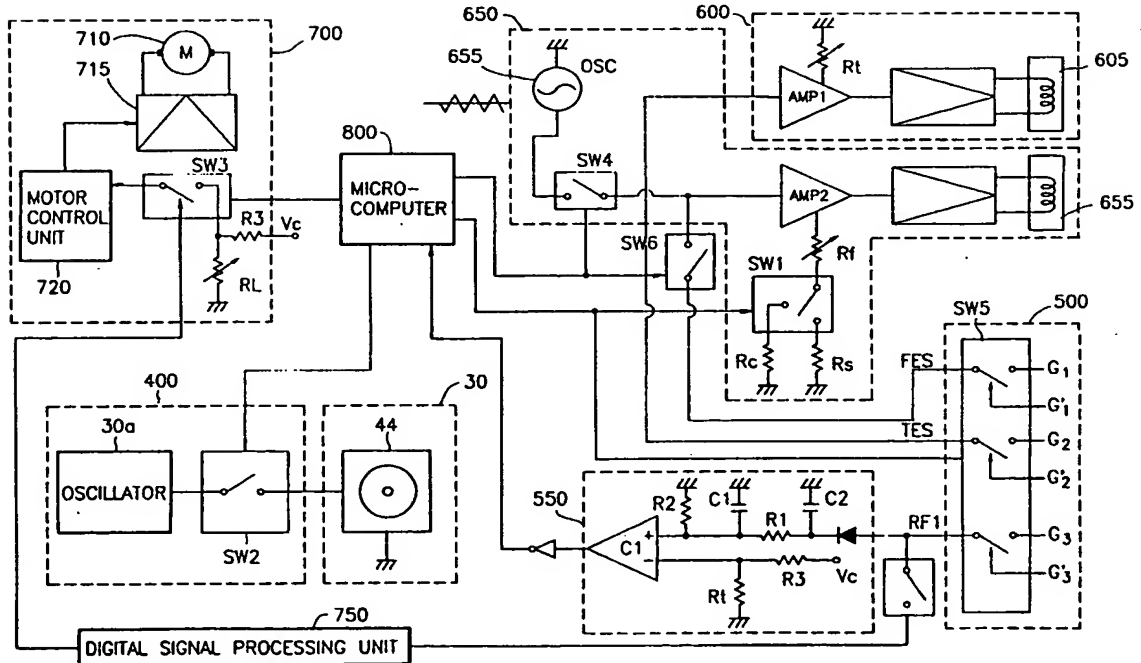 650
600
710
700
M
655
OSC
Rt
605
715
AMP1
800
SW3
SW4
MOTOR
CONTROL
UNIT
MICRO-
COMPUTER
AMP2
R3
Vc
SW6
655
Rf
720
RL
SW1
500
SW5
Rc
Rs
FES
G1
G'1
400
30
TES
G2
30a
44
G'2
OSCILLATOR
550
R2
C1
C2
R1
RF1
C1
+
-
G3
SW2
R3
Vc
G'3
Rt
750
DIGITAL SIGNAL PROCESSING UNIT